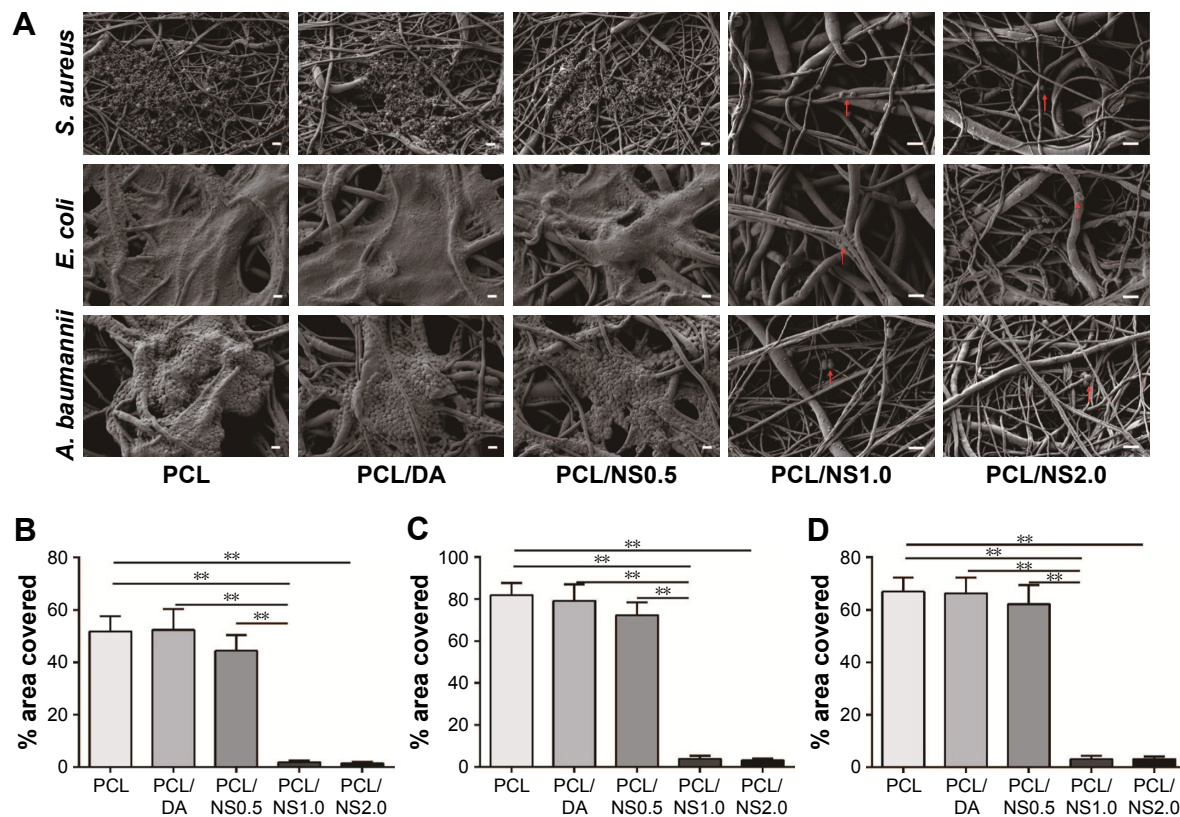 A
S. aureus
E. coli
A. baumannii
PCL
PCL/DA
PCL/NS0.5
PCL/NS1.0
PCL/NS2.0
B
% area covered
80
60
40
20
0
**
**
**
**
PCL
PCL/
DA
PCL/
NS0.5
PCL/
NS1.0
PCL/
NS2.0
C
% area covered
100
80
60
40
20
0
**
**
**
**
PCL
PCL/
DA
PCL/
NS0.5
PCL/
NS1.0
PCL/
NS2.0
D
% area covered
80
60
40
20
0
**
**
**
**
PCL
PCL/
DA
PCL/
NS0.5
PCL/
NS1.0
PCL/
NS2.0